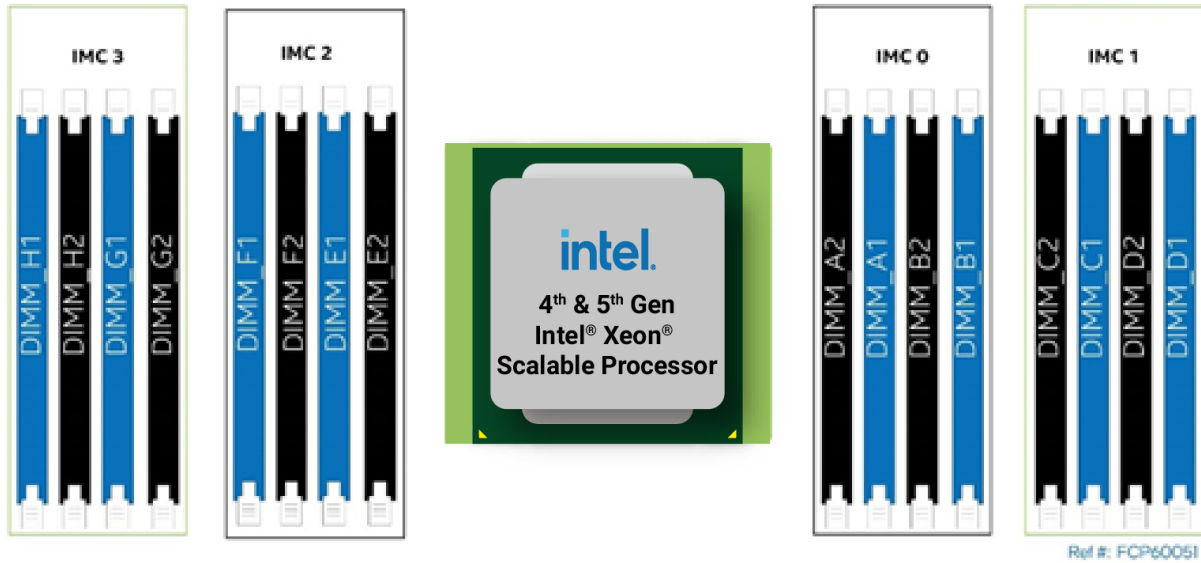 IMC 3
IMC 2
IMC 0
IMC 1
DIMM_H1
DIMM_H2
DIMM_G1
DIMM_G2
DIMM_F1
DIMM_F2
DIMM_E1
DIMM_E2
intel.
4th & 5th Gen
Intel® Xeon®
Scalable Processor
DIMM_A2
DIMM_A1
DIMM_B2
DIMM_B1
DIMM_C2
DIMM_C1
DIMM_D2
DIMM_D1
Ref #: FCP60051